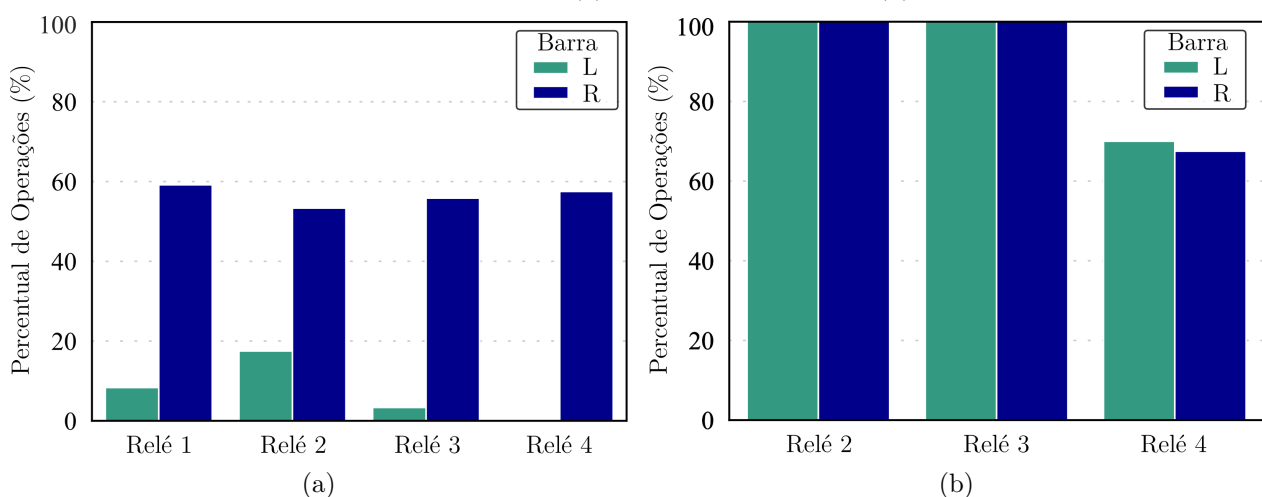 Percentual de Operações (%)
100
80
60
40
20
0
Barra
L
R
Relé 1
Relé 2
Relé 3
Relé 4
(a)
Percentual de Operações (%)
100
80
60
40
20
0
Barra
L
R
Relé 2
Relé 3
Relé 4
(b)